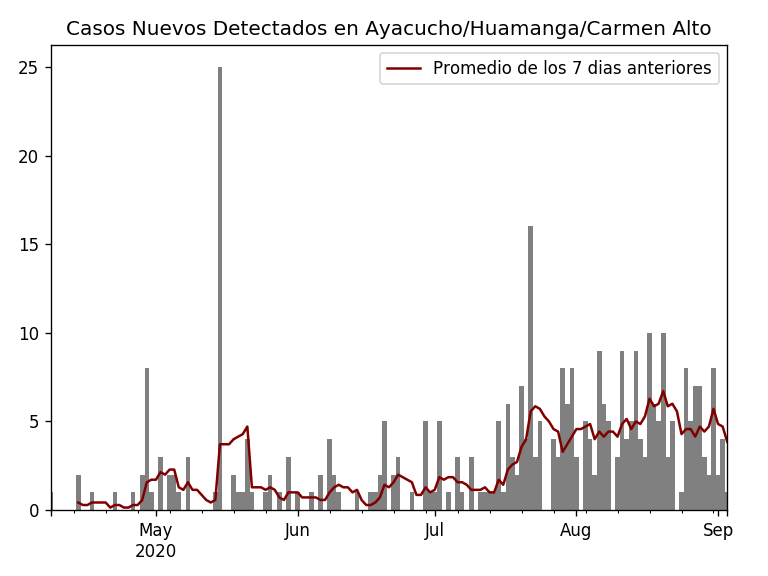 Casos Nuevos Detectados en Ayacucho/Huamanga/Carmen Alto
Promedio de los 7 dias anteriores
25
20
15
10
5
0
May
2020
Jun
Jul
Aug
Sep